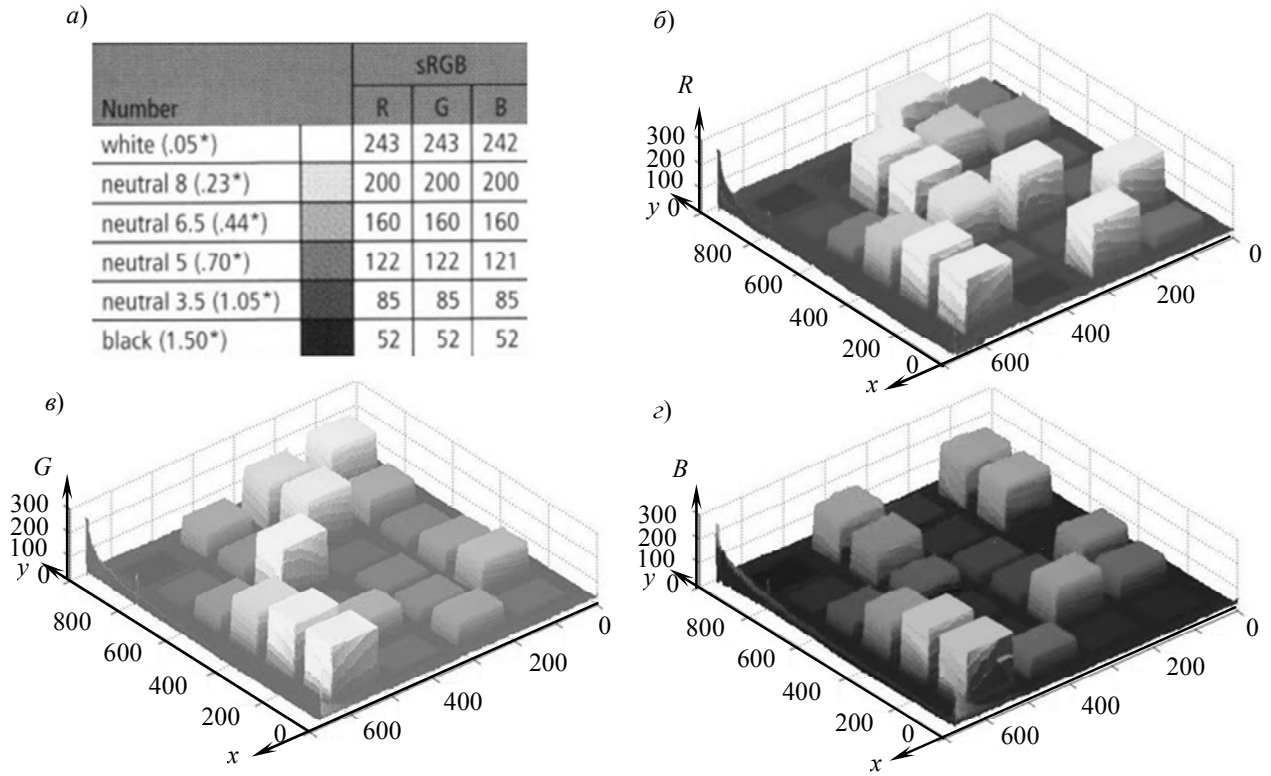 а)
sRGB
Number R G B
white (.05*) 243 243 242
neutral 8 (.23*) 200 200 200
neutral 6.5 (.44*) 160 160 160
neutral 5 (.70*) 122 122 121
neutral 3.5 (1.05*) 85 85 85
black (1.50*) 52 52 52
б)
R
300
200
100
0
y
800
600
400
200
0
x
600
400
200
0
в)
G
300
200
100
0
y
800
600
400
200
0
x
600
400
200
0
г)
B
300
200
100
0
y
800
600
400
200
0
x
600
400
200
0